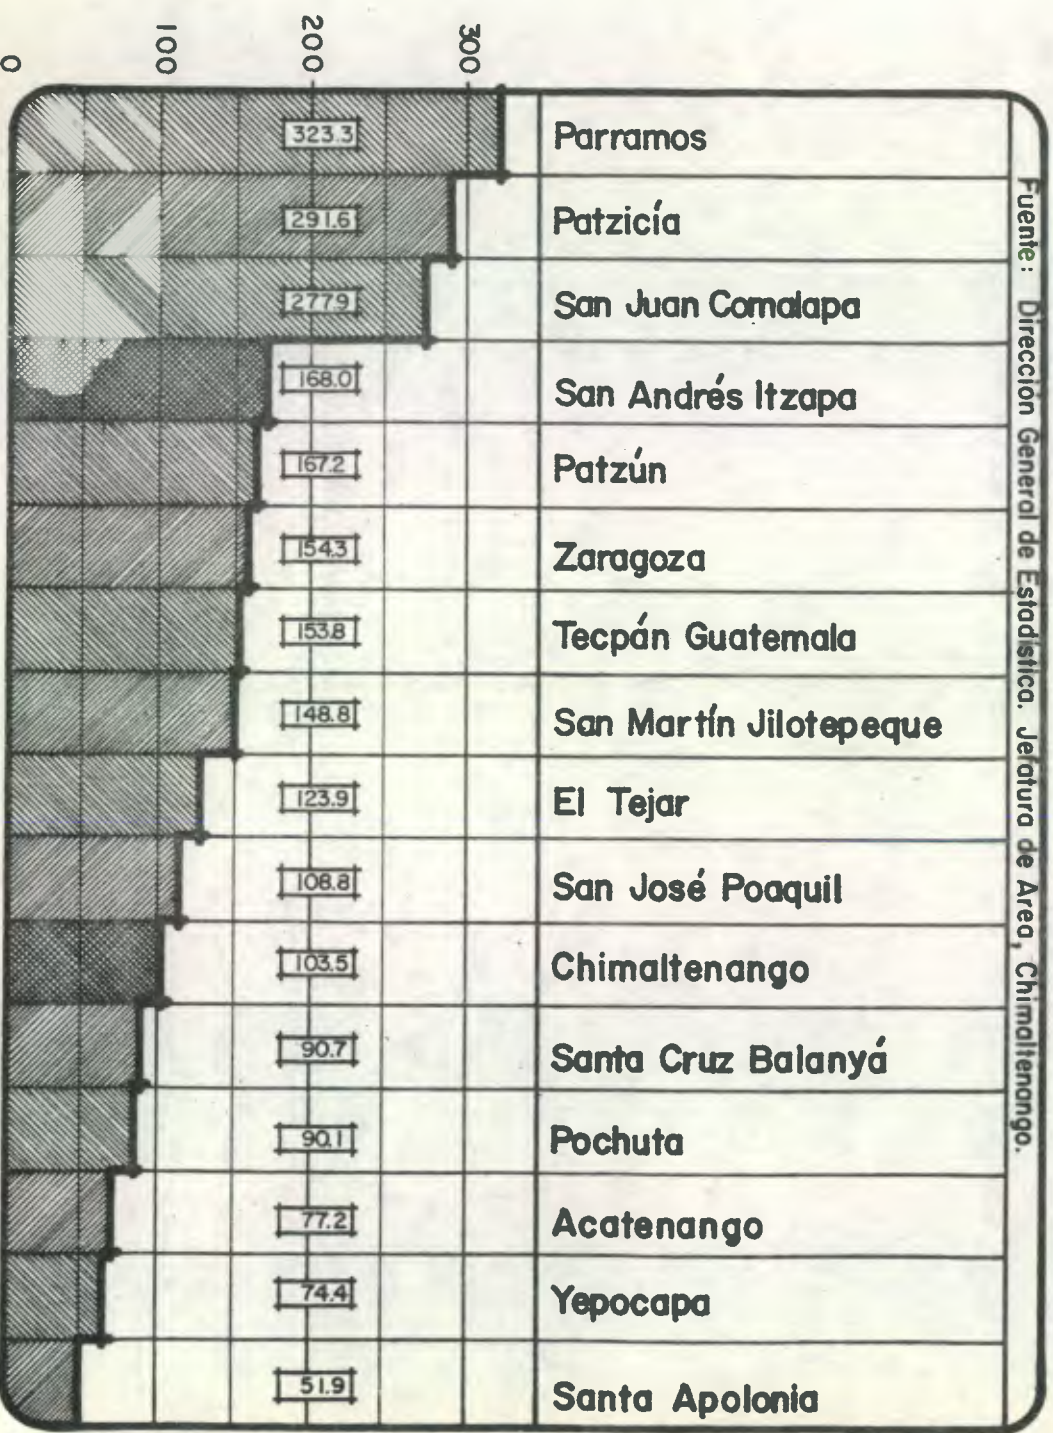 0 100 200 300
323.3 Parramos
291.6 Patzicía
277.9 San Juan Comalapa
168.0 San Andrés Itzapa
167.2 Patzún
154.3 Zaragoza
153.8 Tecpán Guatemala
148.8 San Martín Jilotepeque
123.9 El Tejar
108.8 San José Poaquil
103.5 Chimaltenango
90.7 Santa Cruz Balanyá
90.1 Pochuta
77.2 Acatenango
74.4 Yepocapa
51.9 Santa Apolonia
Fuente: Dirección General de Estadística. Jefatura de Area, Chimaltenango.